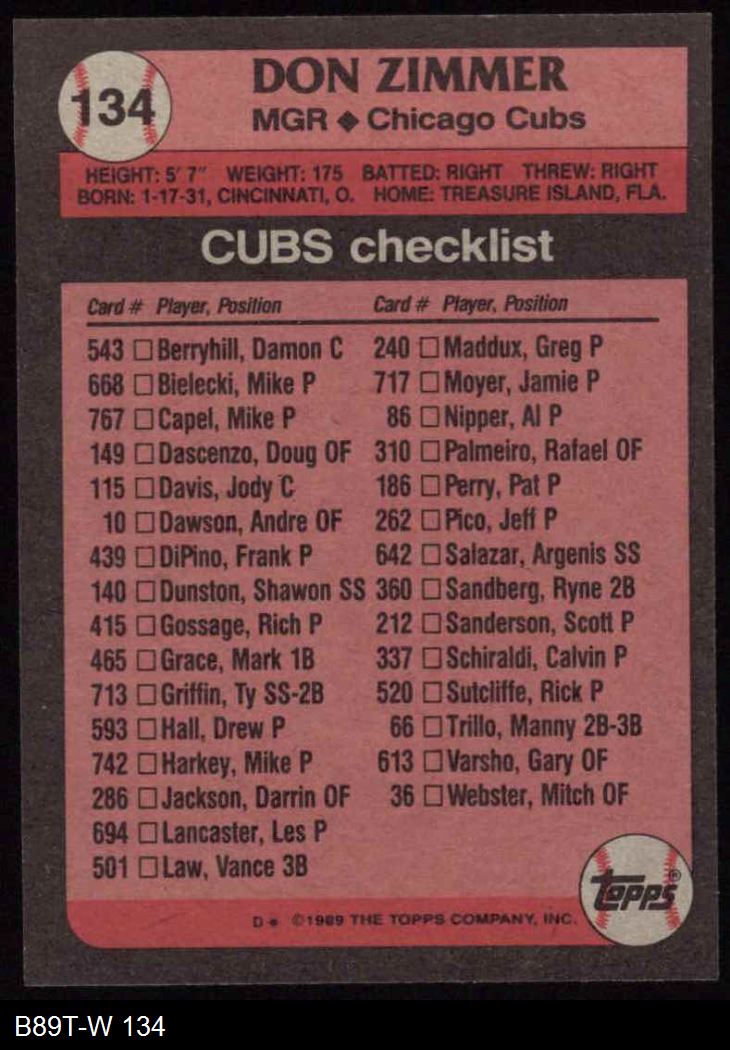 134
DON ZIMMER
MGR ◆ Chicago Cubs
HEIGHT: 5' 7" WEIGHT: 175 BATTED: RIGHT THREW: RIGHT
BORN: 1-17-31, CINCINNATI, O. HOME: TREASURE ISLAND, FLA.
CUBS checklist
Card # Player, Position
543 □ Berryhill, Damon C
668 □ Bielecki, Mike P
767 □ Capel, Mike P
149 □ Dascenzo, Doug OF
115 □ Davis, Jody C
10 □ Dawson, Andre OF
439 □ DiPino, Frank P
140 □ Dunston, Shawon SS
415 □ Gossage, Rich P
465 □ Grace, Mark 1B
713 □ Griffin, Ty SS-2B
593 □ Hall, Drew P
742 □ Harkey, Mike P
286 □ Jackson, Darrin OF
694 □ Lancaster, Les P
501 □ Law, Vance 3B
Card # Player, Position
240 □ Maddux, Greg P
717 □ Moyer, Jamie P
86 □ Nipper, Al P
310 □ Palmeiro, Rafael OF
186 □ Perry, Pat P
262 □ Pico, Jeff P
642 □ Salazar, Argenis SS
360 □ Sandberg, Ryne 2B
212 □ Sanderson, Scott P
337 □ Schiraldi, Calvin P
520 □ Sutcliffe, Rick P
66 □ Trillo, Manny 2B-3B
613 □ Varsho, Gary OF
36 □ Webster, Mitch OF
topps®
D* ©1989 THE TOPPS COMPANY, INC.
B89T-W 134